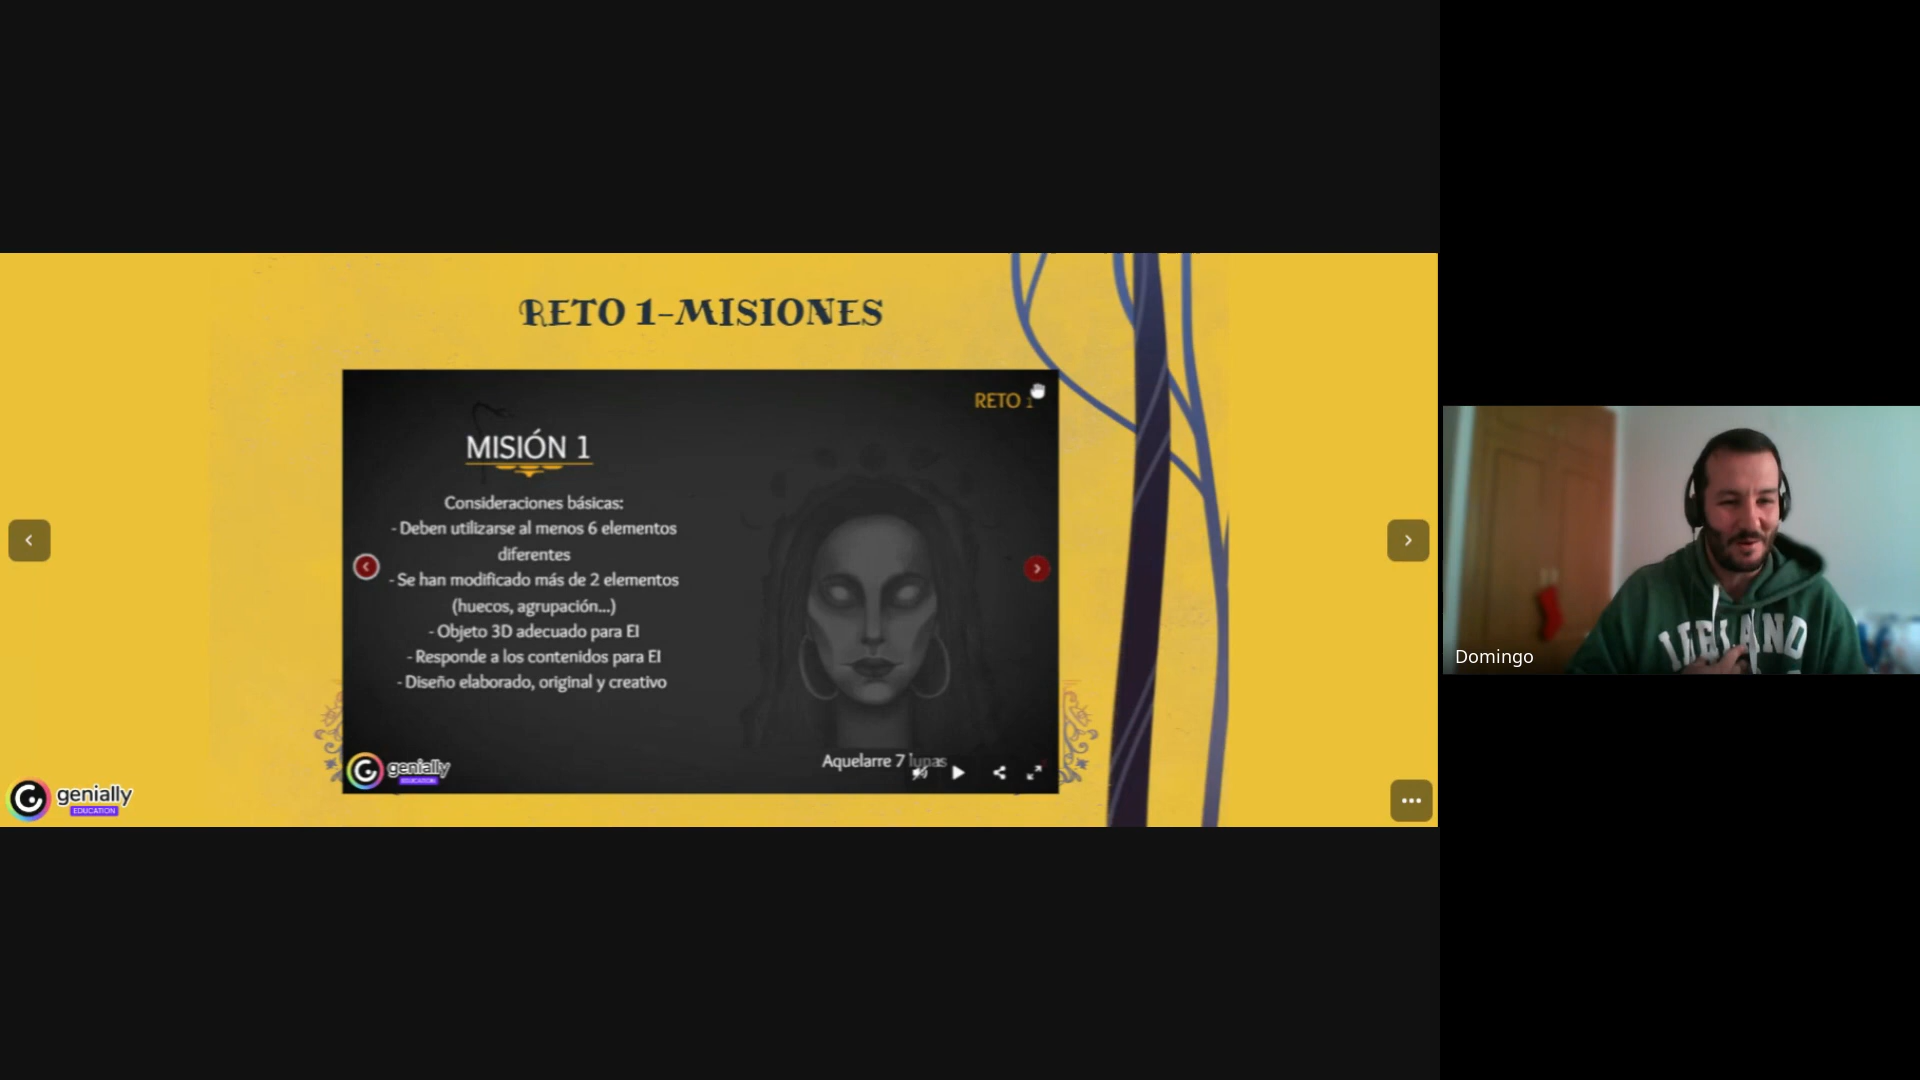 RETO 1-MISIONES
RETO 1
MISIÓN 1
Consideraciones básicas:
- Deben utilizarse al menos 6 elementos
diferentes
- Se han modificado más de 2 elementos
(huecos, agrupación...)
- Objeto 3D adecuado para EI
- Responde a los contenidos para EI
- Diseño elaborado, original y creativo
Aquelarre 7 lunas
genially
EDUCATION
genially
EDUCATION
IRELAND
Domingo